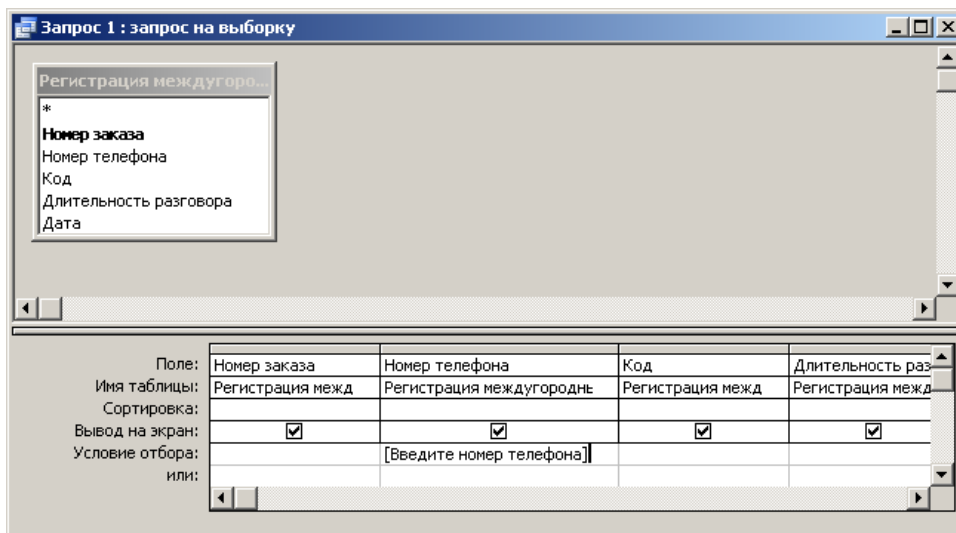 Запрос 1 : запрос на выборку
Регистрация междугоро...
*
Номер заказа
Номер телефона
Код
Длительность разговора
Дата
Поле: Номер заказа Номер телефона Код Длительность раз
Имя таблицы: Регистрация межд Регистрация междугороднь Регистрация межд Регистрация межд
Сортировка:
Вывод на экран:
Условие отбора: [Введите номер телефона]
или: